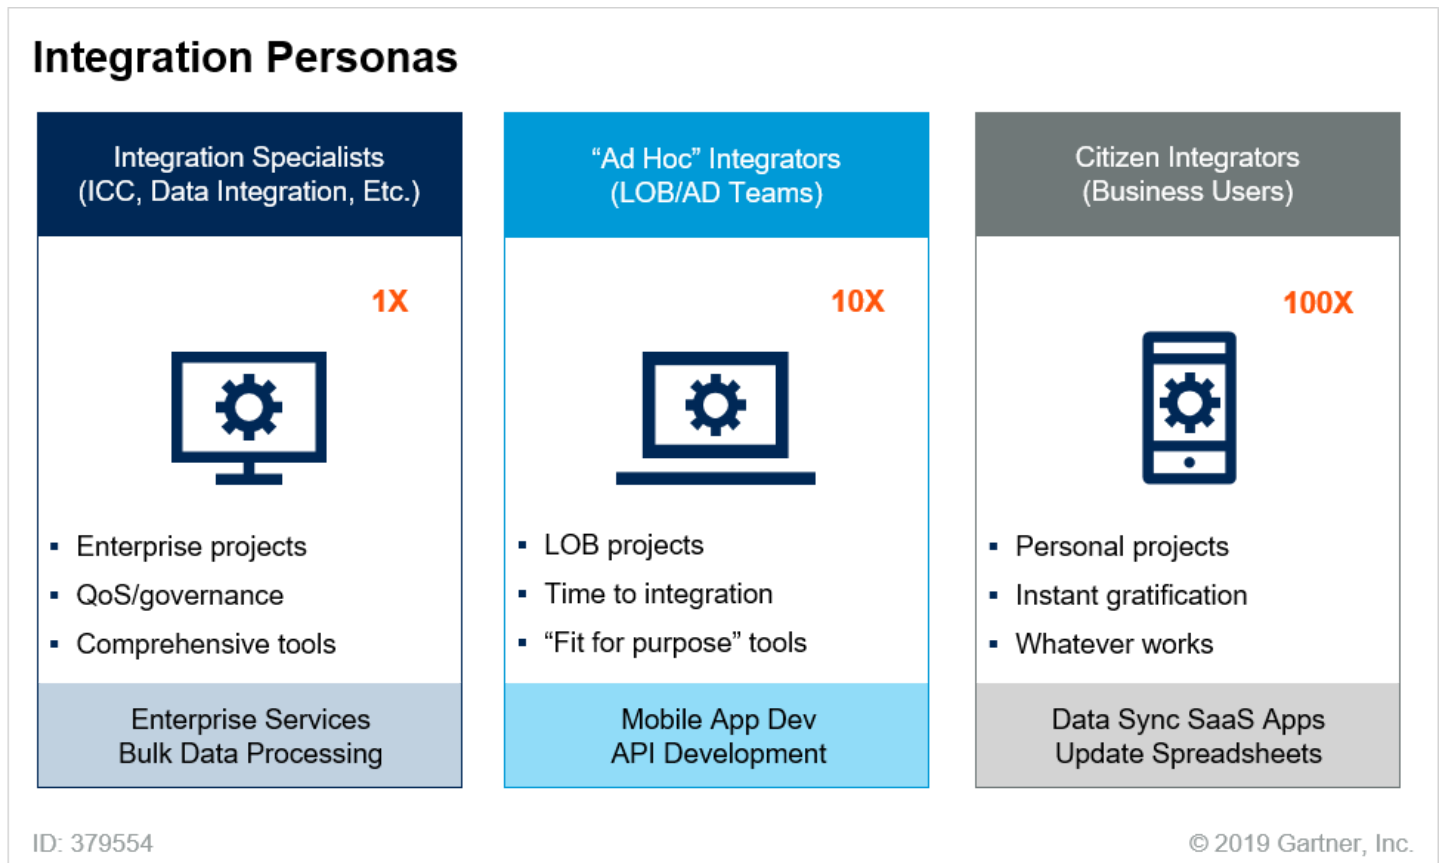 Integration Personas
Integration Specialists
(ICC, Data Integration, Etc.)
1X
▪ Enterprise projects
▪ QoS/governance
▪ Comprehensive tools
Enterprise Services
Bulk Data Processing
“Ad Hoc” Integrators
(LOB/AD Teams)
10X
▪ LOB projects
▪ Time to integration
▪ “Fit for purpose” tools
Mobile App Dev
API Development
Citizen Integrators
(Business Users)
100X
▪ Personal projects
▪ Instant gratification
▪ Whatever works
Data Sync SaaS Apps
Update Spreadsheets
ID: 379554
© 2019 Gartner, Inc.